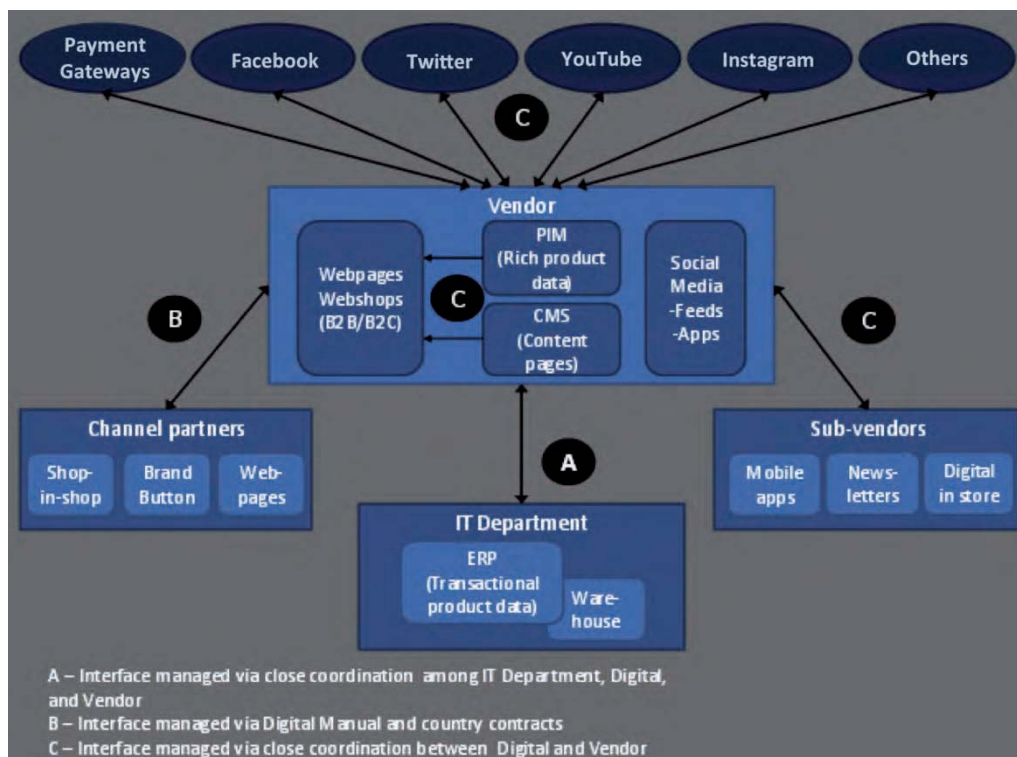 Payment
Gateways
Facebook
Twitter
YouTube
Instagram
Others
C
Vendor
Webpages
Webshops
(B2B/B2C)
C
PIM
(Rich product
data)
CMS
(Content
pages)
Social
Media
-Feeds
-Apps
B
C
Channel partners
Shop-
in-shop
Brand
Button
Web-
pages
A
Sub-vendors
Mobile
apps
News-
letters
Digital
in store
IT Department
ERP
(Transactional
product data)
Ware-
house
A – Interface managed via close coordination among IT Department, Digital,
and Vendor
B – Interface managed via Digital Manual and country contracts
C – Interface managed via close coordination between Digital and Vendor